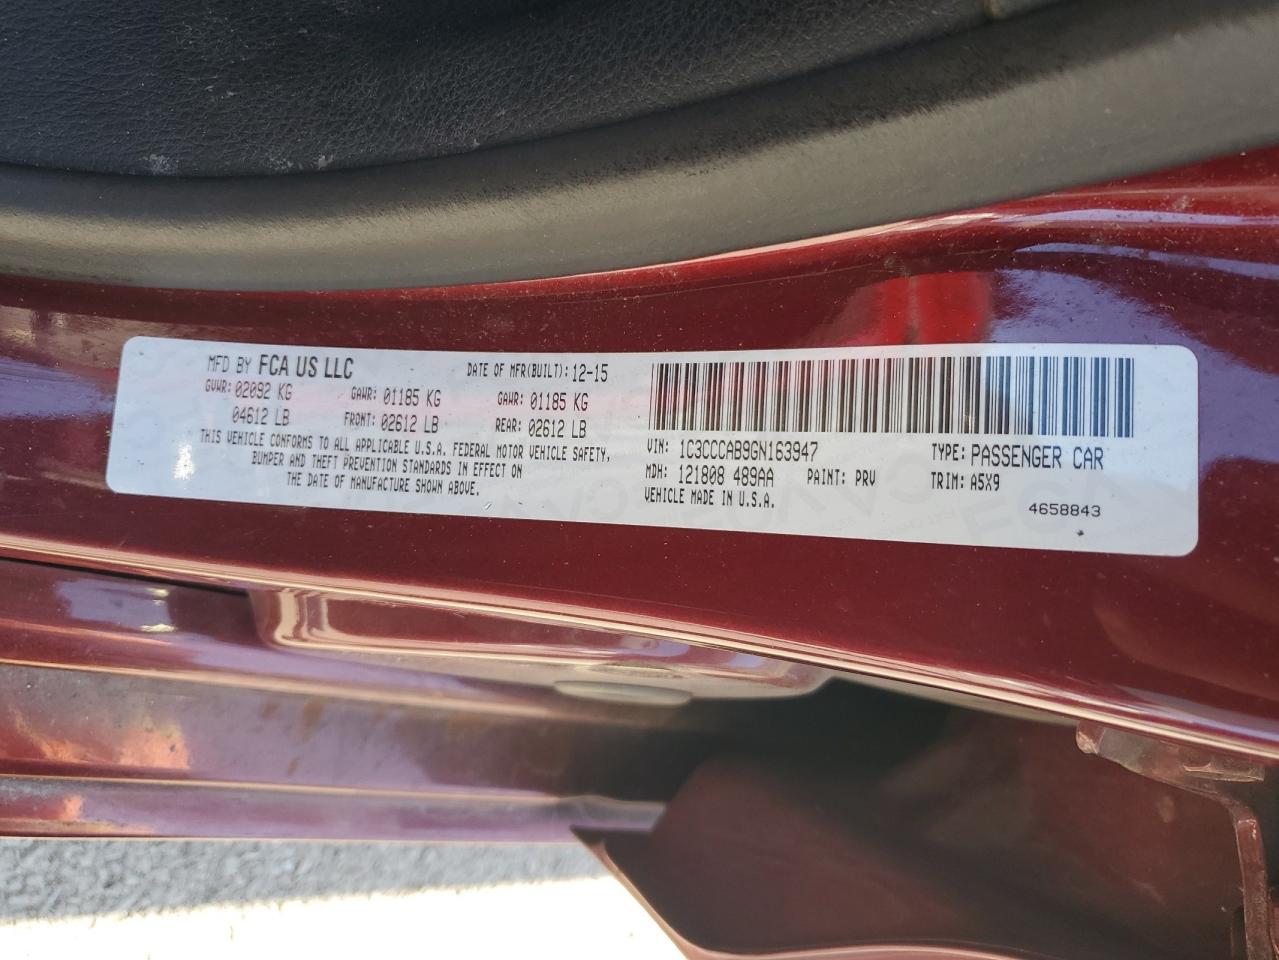 MFD BY FCA US LLC DATE OF MFR(BUILT): 12-15
GVWR: 02092 KG GAWR: 01185 KG GAWR: 01185 KG
04612 LB FRONT: 02612 LB REAR: 02612 LB
THIS VEHICLE CONFORMS TO ALL APPLICABLE U.S.A. FEDERAL MOTOR VEHICLE SAFETY,
BUMPER AND THEFT PREVENTION STANDARDS IN EFFECT ON
THE DATE OF MANUFACTURE SHOWN ABOVE.
VIN: 1C3CCCAB9GN163947 TYPE: PASSENGER CAR
MDH: 121808 489AA PAINT: PRV TRIM: A5X9
VEHICLE MADE IN U.S.A.
4658843